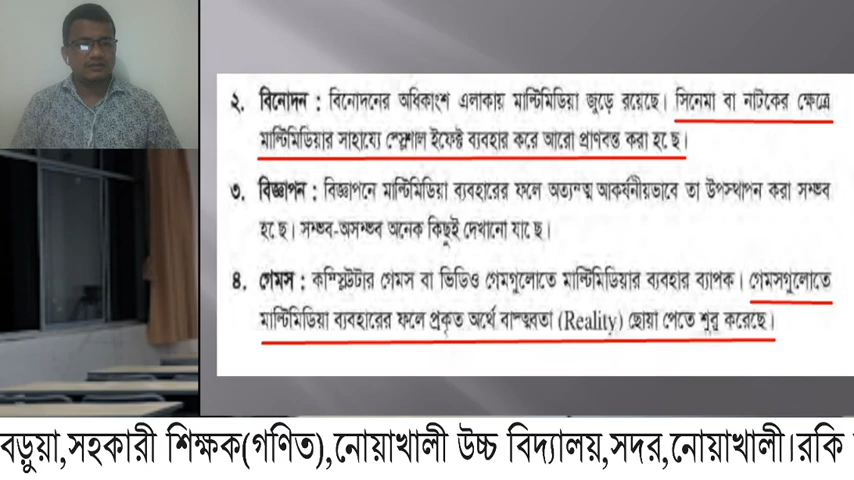 ২. বিনোদন : বিনোদনের অধিকাংশ এলাকায় মাল্টিমিডিয়া জুড়ে রয়েছে। সিনেমা বা নাটকের ক্ষেত্রে
মাল্টিমিডিয়ার সাহায্যে স্পেশাল ইফেক্ট ব্যবহার করে আরো প্রাণবন্ত করা হচ্ছে।
৩. বিজ্ঞাপন : বিজ্ঞাপনে মাল্টিমিডিয়া ব্যবহারের ফলে অত্যন্ত আকর্ষনীয়ভাবে তা উপস্থাপন করা সম্ভব
হচ্ছে। সম্ভব-অসম্ভব অনেক কিছুই দেখানো যাচ্ছে।
৪. গেমস : কম্পিউটার গেমস বা ভিডিও গেমগুলোতে মাল্টিমিডিয়ার ব্যবহার ব্যাপক। গেমসগুলোতে
মাল্টিমিডিয়া ব্যবহারের ফলে প্রকৃত অর্থে বাস্তবতা (Reality) ছোয়া পেতে শুরু করেছে।
বড়ুয়া,সহকারী শিক্ষক(গণিত),নোয়াখালী উচ্চ বিদ্যালয়,সদর,নোয়াখালী।রকি